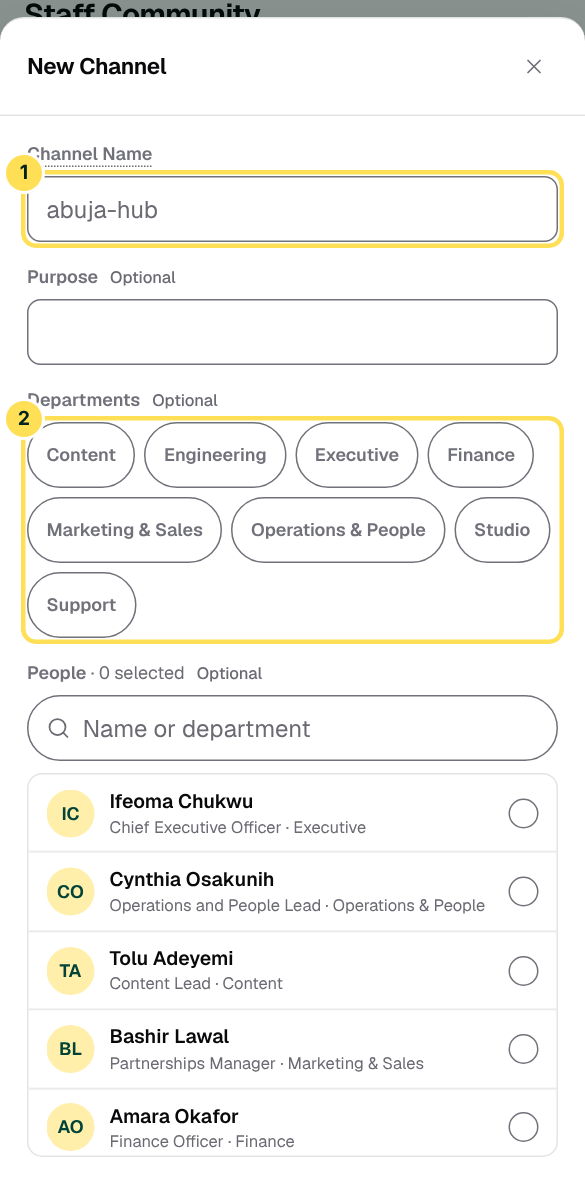 Staff Community
New Channel
Channel Name
1
abuja-hub
Purpose Optional
Departments Optional
2
Content Engineering Executive Finance
Marketing & Sales Operations & People Studio
Support
People · 0 selected Optional
Name or department
IC Ifeoma Chukwu
Chief Executive Officer · Executive
CO Cynthia Osakunih
Operations and People Lead · Operations & People
TA Tolu Adeyemi
Content Lead · Content
BL Bashir Lawal
Partnerships Manager · Marketing & Sales
AO Amara Okafor
Finance Officer · Finance